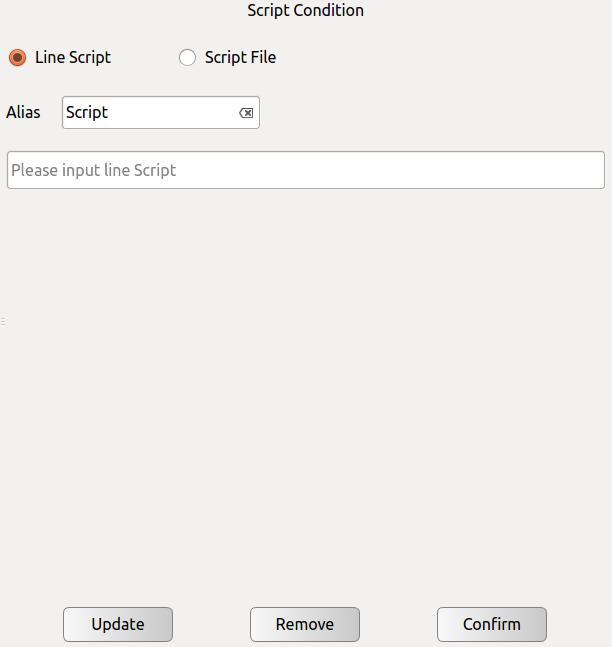 Script Condition
Line Script Script File
Alias Script
Please input line Script
Update Remove Confirm